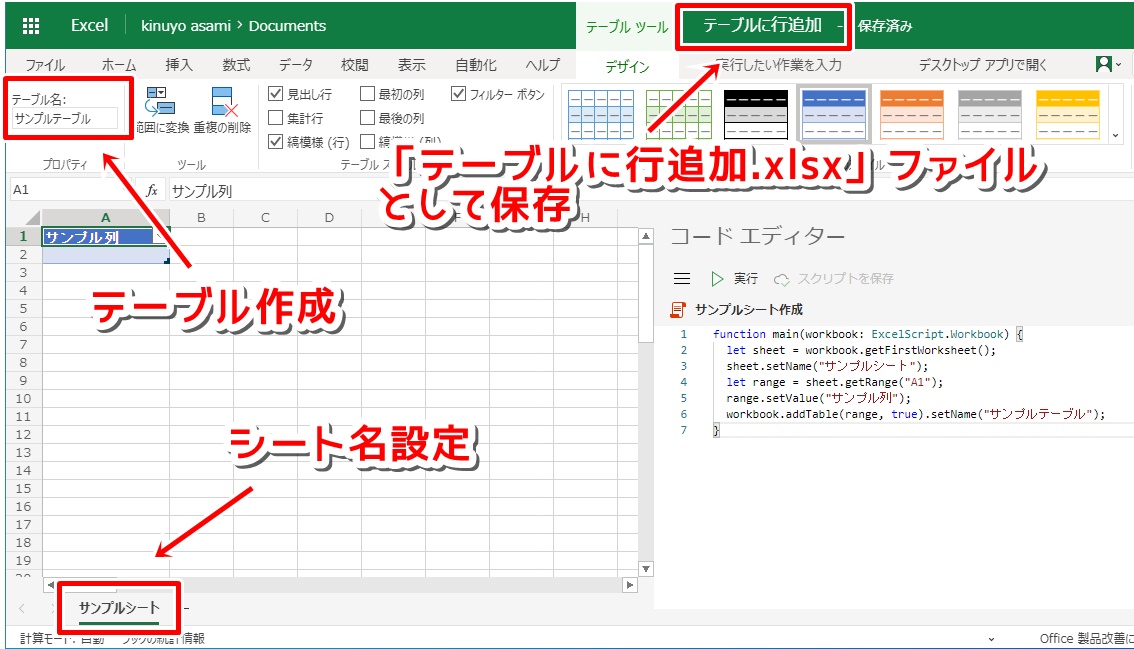 Excel kinuyo asami > Documents テーブル ツール テーブルに行追加 - 保存済み
ファイル ホーム 挿入 数式 データ 校閲 表示 自動化 ヘルプ デザイン 実行したい作業を入力 デスクトップ アプリで開く
テーブル名:
サンプルテーブル
範囲に変換 重複の削除
見出し行 最初の列 フィルター ボタン
集計行 最後の列
縞模様 (行) 縞模様 (列)
プロパティ ツール
「テーブルに行追加.xlsx」ファイル
として保存
A1 fx サンプル列
A B C D H
1 サンプル列
2
3
4
5
6
7
8
9
10
11
12
13
14
15
16
17
18
19
20
テーブル作成
シート名設定
コード エディター
実行 スクリプトを保存
サンプルシート作成
1 function main(workbook: ExcelScript.Workbook) {
2 let sheet = workbook.getFirstWorksheet();
3 sheet.setName("サンプルシート");
4 let range = sheet.getRange("A1");
5 range.setValue("サンプル列");
6 workbook.addTable(range, true).setName("サンプルテーブル");
7 }
サンプルシート
計算モード: 自動 ブックの統計情報 Office 製品改善に